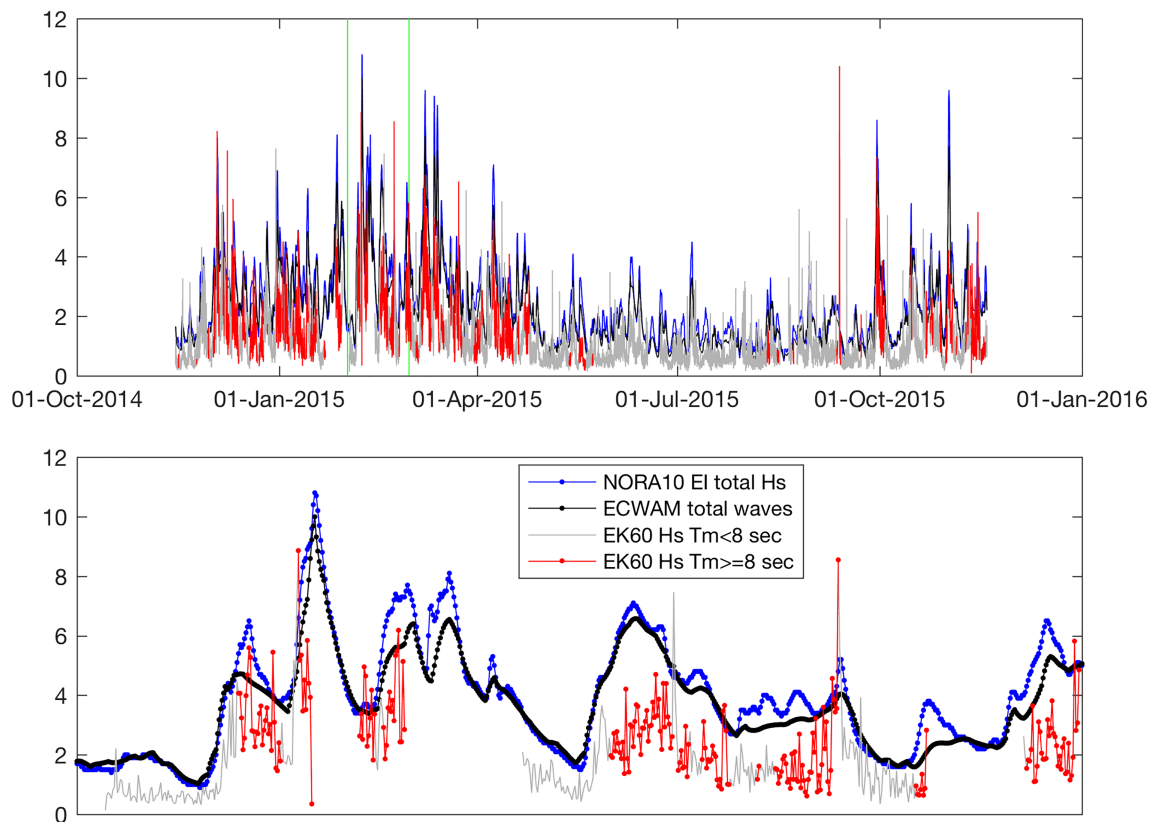 12
10
8
6
4
2
0
01-Oct-2014 01-Jan-2015 01-Apr-2015 01-Jul-2015 01-Oct-2015 01-Jan-2016
12
10
8
6
4
2
0
NORA10 EI total Hs
ECWAM total waves
EK60 Hs Tm<8 sec
EK60 Hs Tm>=8 sec